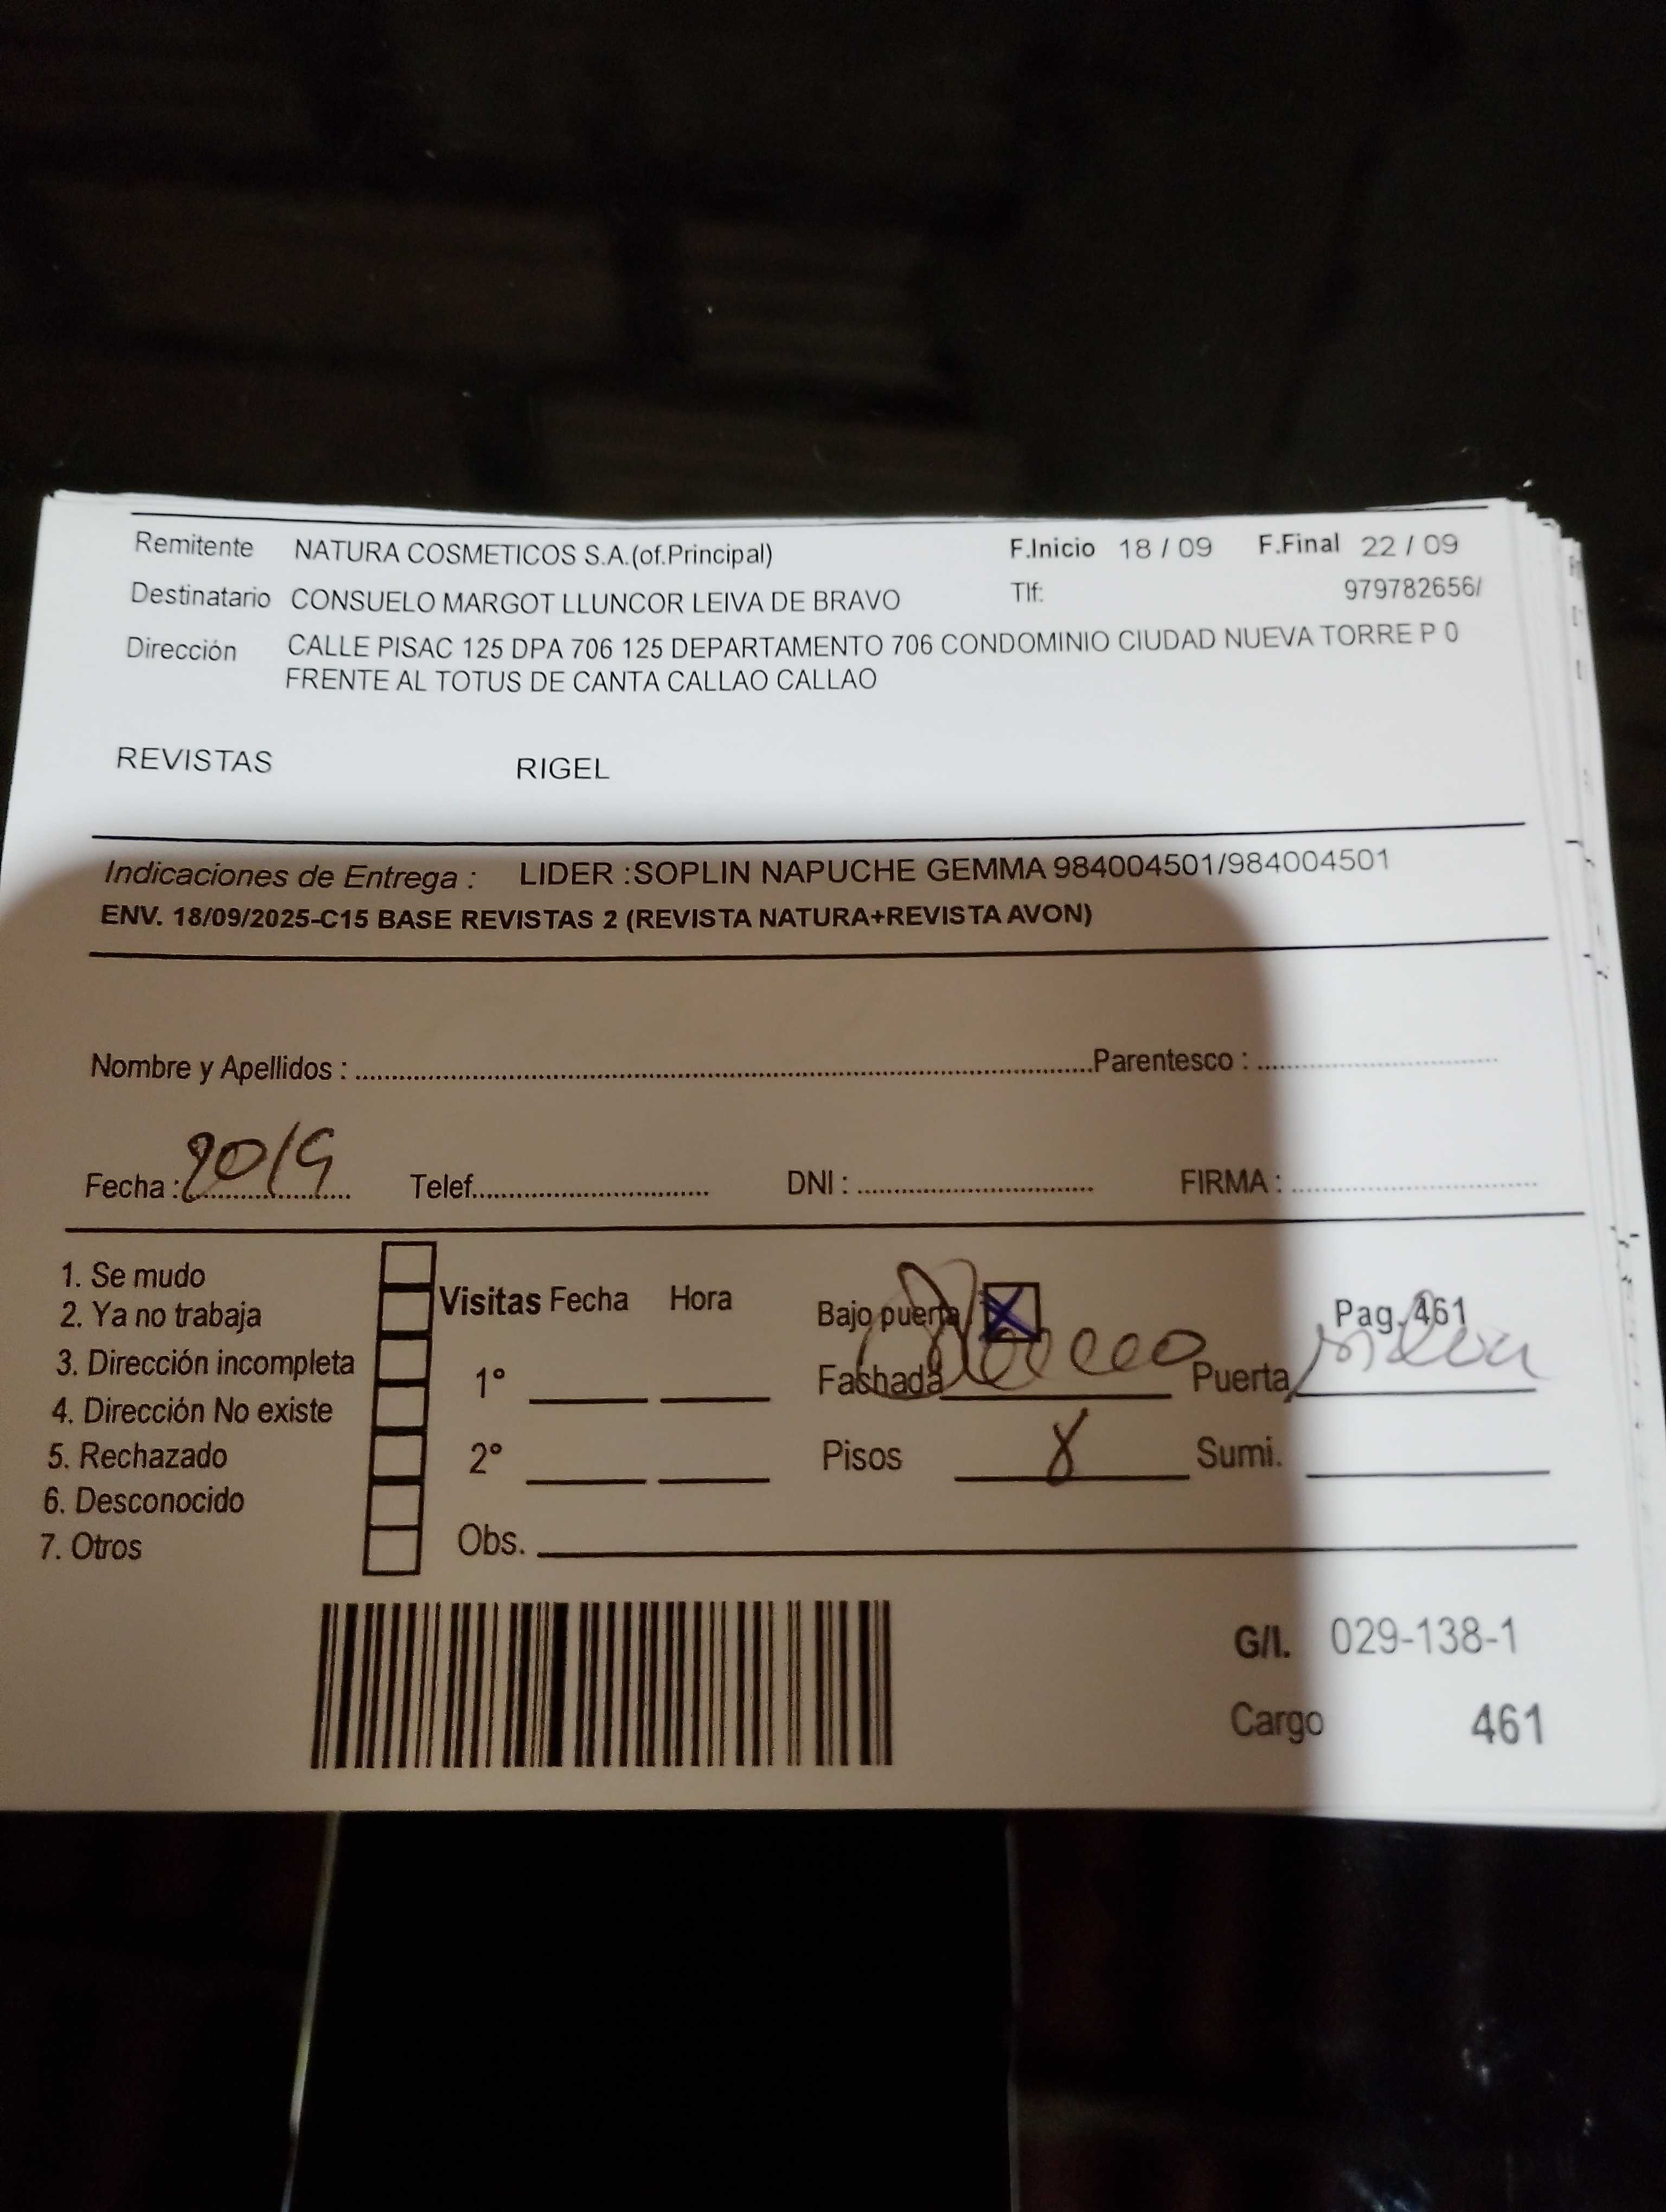 Remitente NATURA COSMETICOS S.A.(of.Principal) F.Inicio 18 / 09 F.Final 22 / 09
Destinatario CONSUELO MARGOT LLUNCOR LEIVA DE BRAVO Tlf: 979782656/
Dirección CALLE PISAC 125 DPA 706 125 DEPARTAMENTO 706 CONDOMINIO CIUDAD NUEVA TORRE P 0
FRENTE AL TOTUS DE CANTA CALLAO CALLAO
REVISTAS RIGEL
Indicaciones de Entrega : LIDER :SOPLIN NAPUCHE GEMMA 984004501/984004501
ENV. 18/09/2025-C15 BASE REVISTAS 2 (REVISTA NATURA+REVISTA AVON)
Nombre y Apellidos : Parentesco :
Fecha : 20/9 Telef. DNI : FIRMA :
1. Se mudo
2. Ya no trabaja
3. Dirección incompleta
4. Dirección No existe
5. Rechazado
6. Desconocido
7. Otros
Visitas Fecha Hora
1°
2°
Obs.
Bajo puerta X Pag. 461
Fachada Puerta
Pisos 8 Sumi.
G/I. 029-138-1
Cargo 461